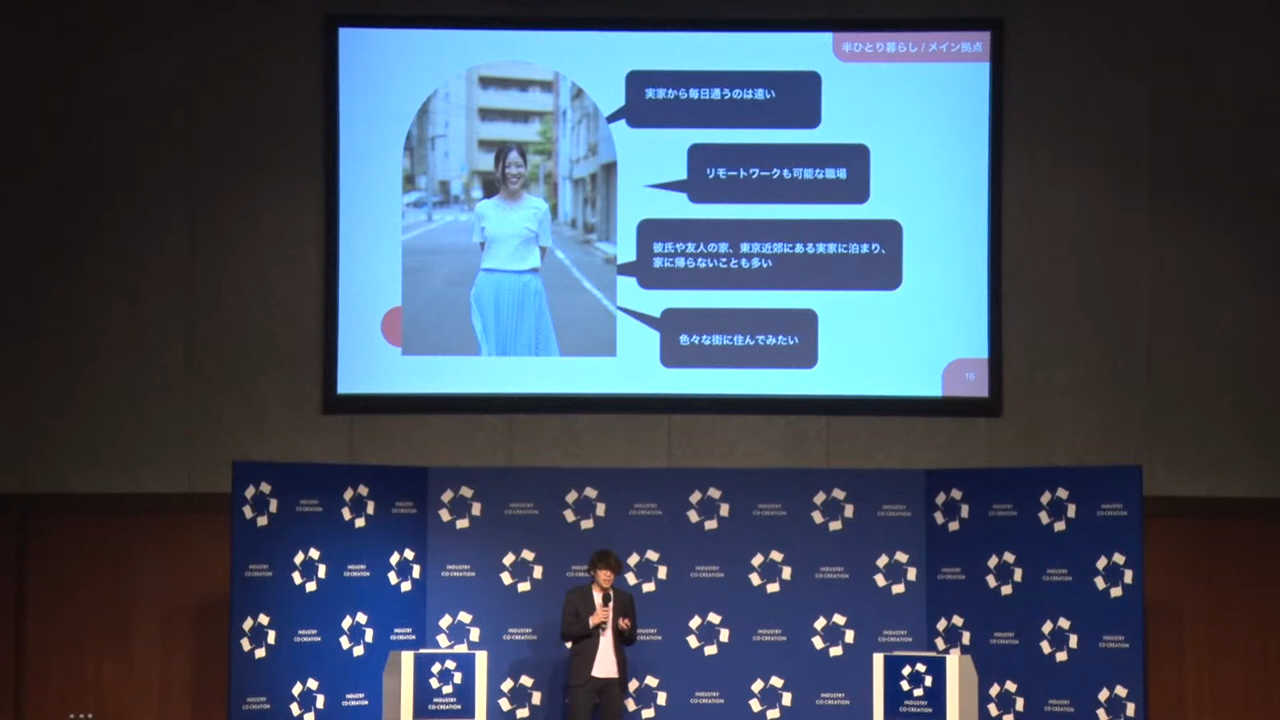 半ひとり暮らし / メイン拠点
実家から毎日通うのは遠い
リモートワークも可能な職場
彼氏や友人の家、東京近郊にある実家に泊まり、
家に帰らないことも多い
色々な街に住んでみたい
16
INDUSTRY
CO-CREATION